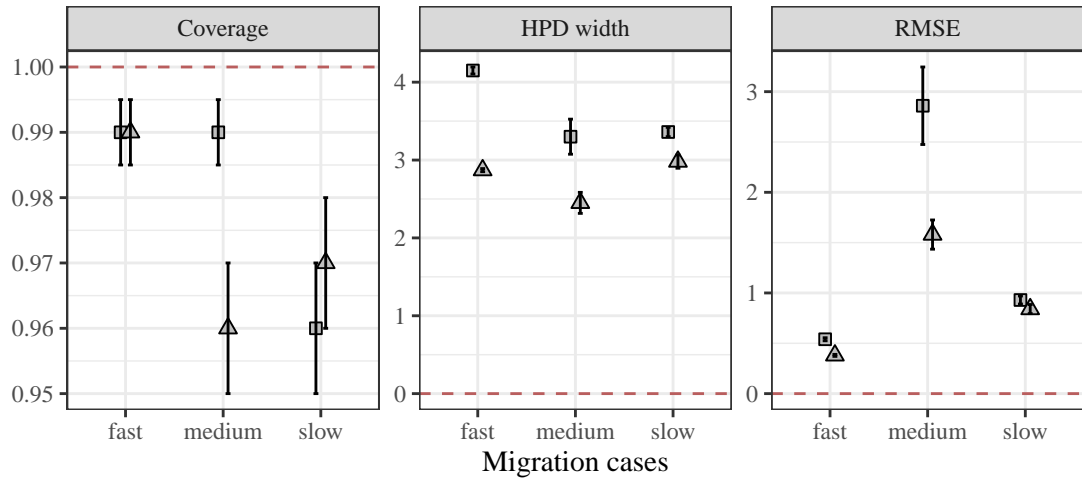 Coverage
HPD width
RMSE
1.00
0.99
0.98
0.97
0.96
0.95
fast medium slow
4
3
2
1
0
fast medium slow
3
2
1
0
fast medium slow
Migration cases